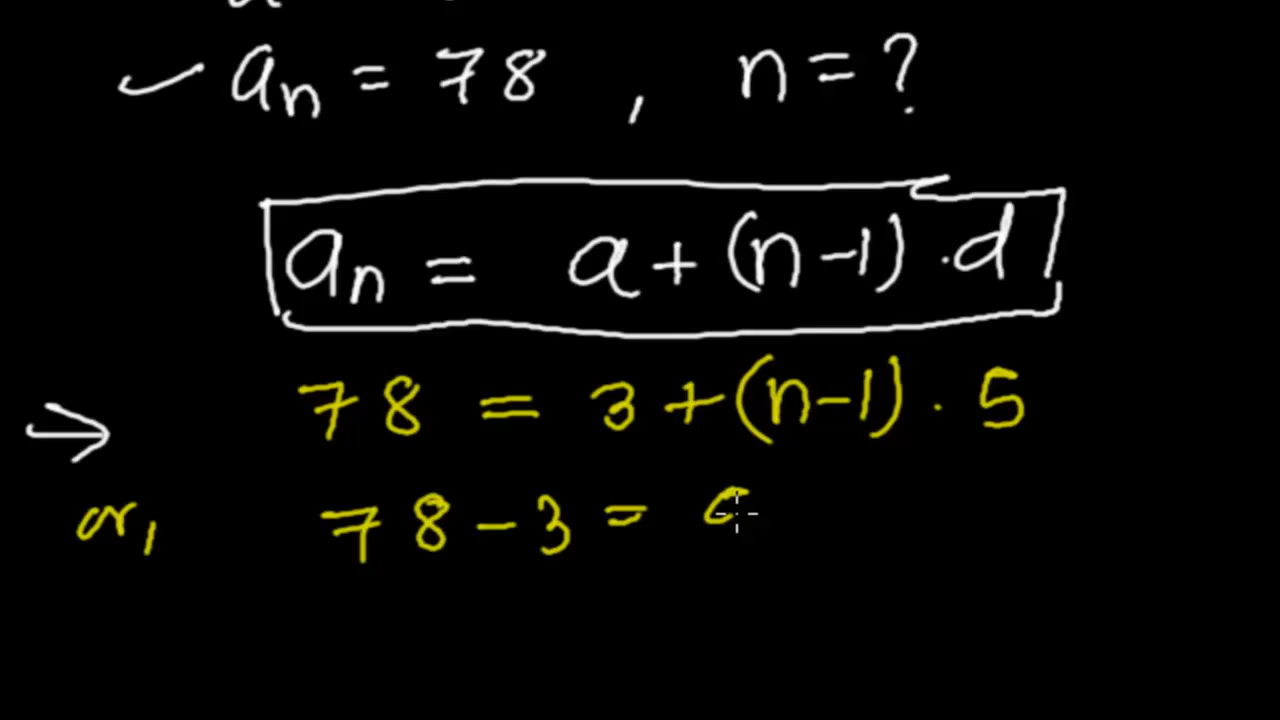 aₙ = 78 , n = ?
aₙ = a + (n-1) · d
78 = 3 + (n-1) · 5
or, 78 - 3 =